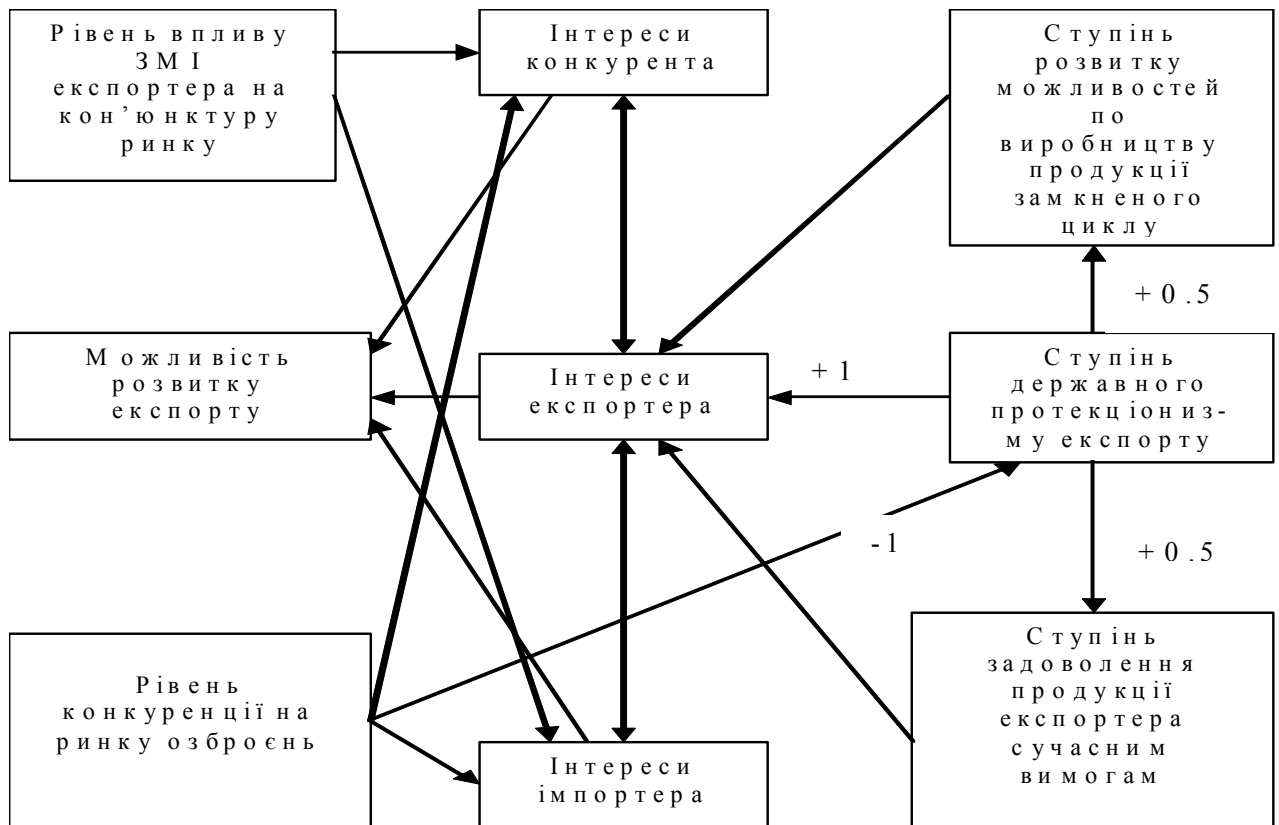 Рівень впливу
ЗМІ
експортера на
кон’юнктуру
ринку
Інтереси
конкурента
Ступінь
розвитку
можливостей
по
виробництву
продукції
замкненого
циклу
+0.5
Можливість
розвитку
експорту
Інтереси
експортера
+1
Ступінь
державного
протекціониз-
му експорту
-1
+0.5
Рівень
конкуренції на
ринку озброєнь
Інтереси
імпортера
Ступінь
задоволення
продукції
експортера
сучасним
вимогам